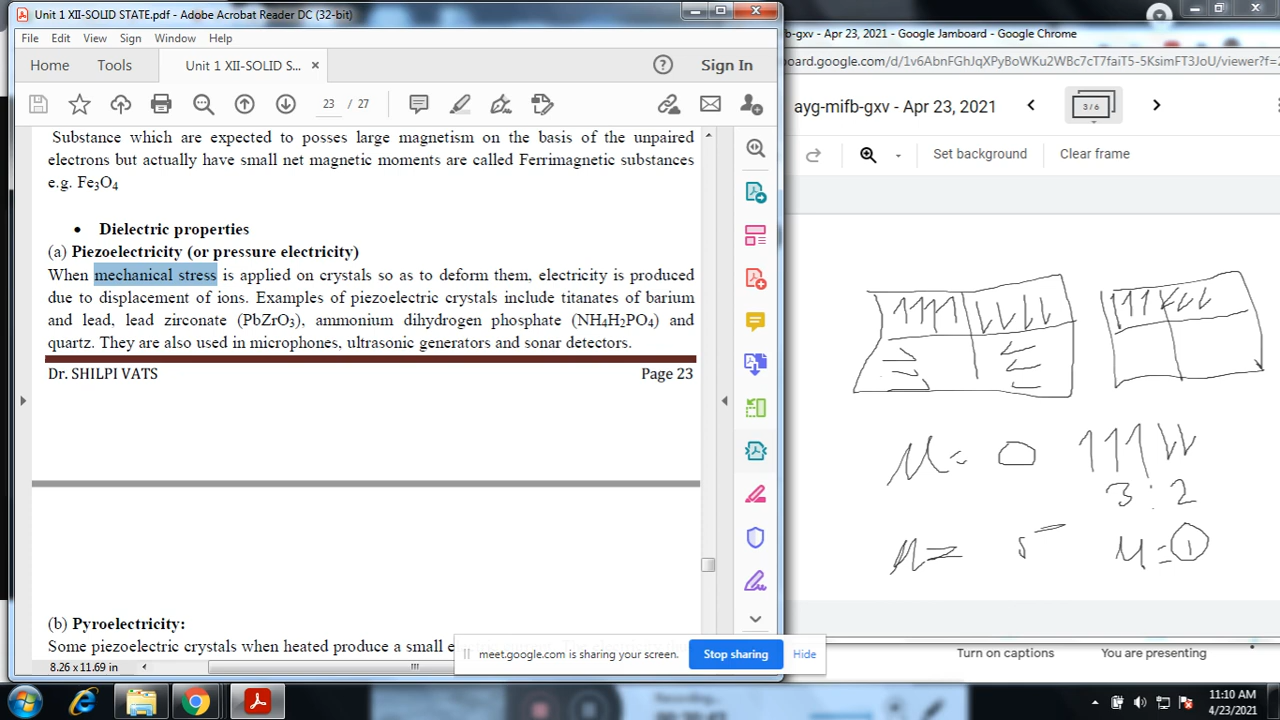 Unit 1 XII-SOLID STATE.pdf - Adobe Acrobat Reader DC (32-bit)
File Edit View Sign Window Help
Home Tools Unit 1 XII-SOLID S... × Sign In
23 / 27
Substance which are expected to posses large magnetism on the basis of the unpaired
electrons but actually have small net magnetic moments are called Ferrimagnetic substances
e.g. Fe3O4
• Dielectric properties
(a) Piezoelectricity (or pressure electricity)
When mechanical stress is applied on crystals so as to deform them, electricity is produced
due to displacement of ions. Examples of piezoelectric crystals include titanates of barium
and lead, lead zirconate (PbZrO3), ammonium dihydrogen phosphate (NH4H2PO4) and
quartz. They are also used in microphones, ultrasonic generators and sonar detectors.
Dr. SHILPI VATS Page 23
(b) Pyroelectricity:
Some piezoelectric crystals when heated produce a small e
8.26 x 11.69 in
meet.google.com is sharing your screen. Stop sharing Hide
b-gxv - Apr 23, 2021 - Google Jamboard - Google Chrome
board.google.com/d/1v6AbnFGhJqXPyBoWKu2WBc7cT7faiT5-5KsimFT3JoU/viewer?f=2
ayg-mifb-gxv - Apr 23, 2021 3 / 6
Set background Clear frame
μ = 0
3 : 2
μ = 5
μ = 1
Turn on captions You are presenting
Recording...
11:10 AM
4/23/2021